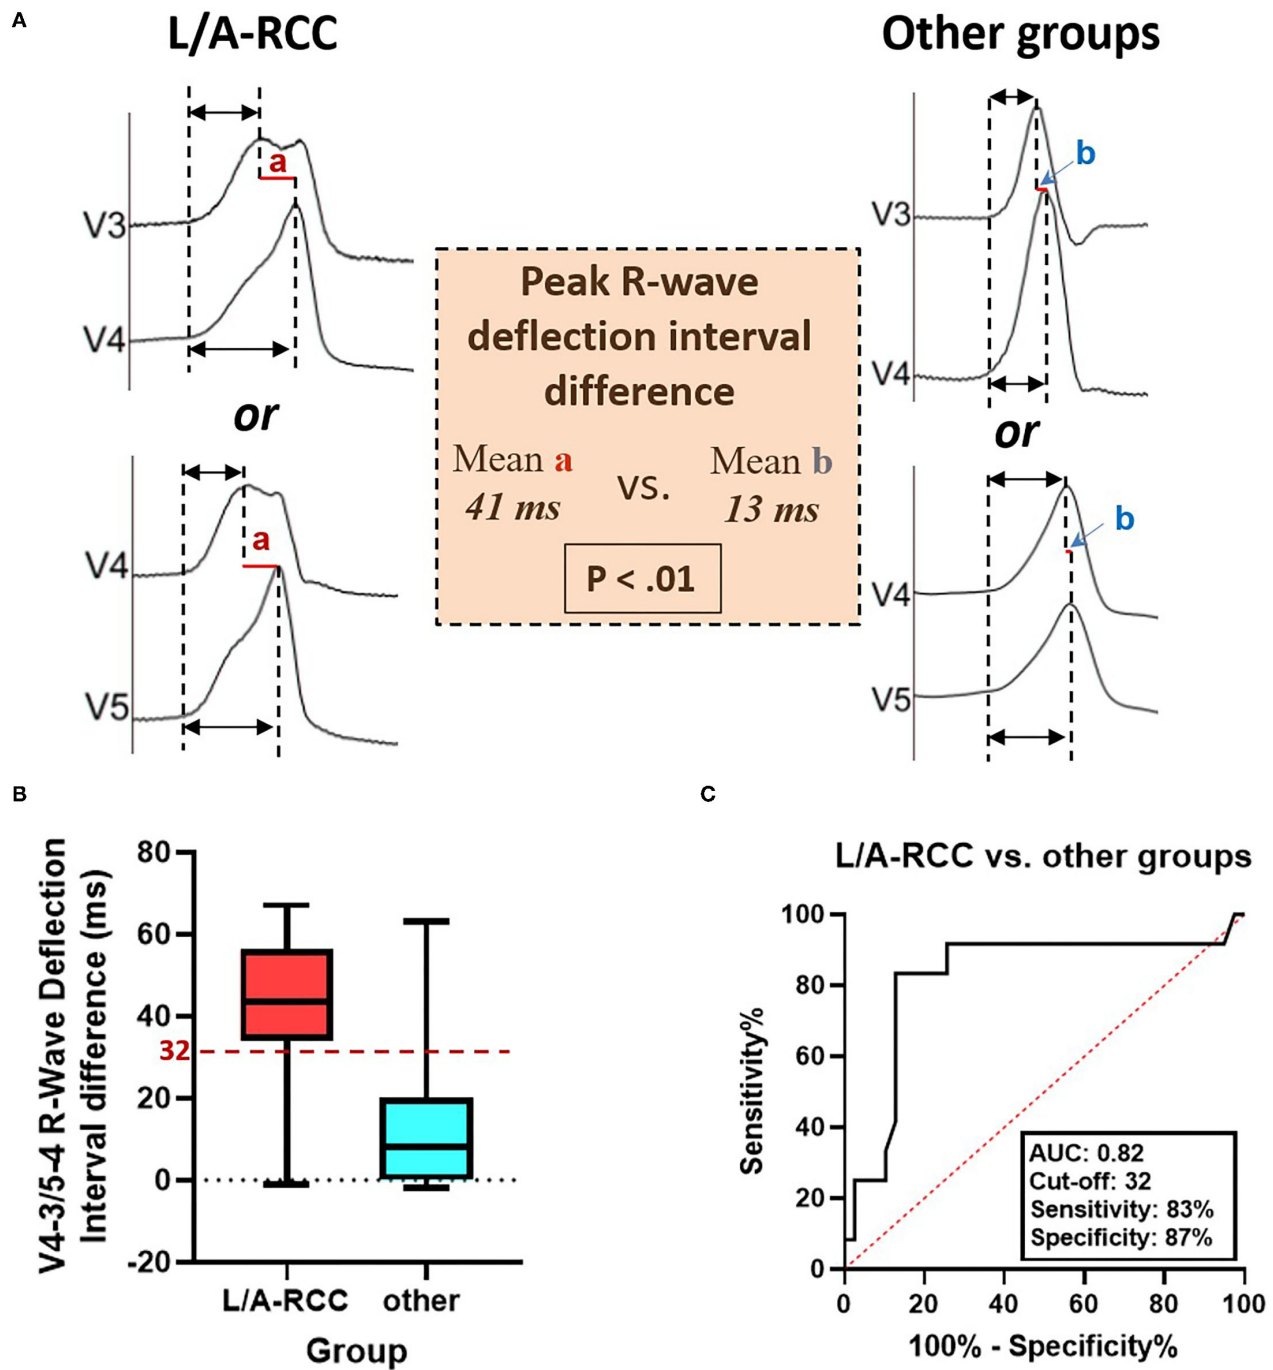 A
L/A-RCC
Other groups
a
V3
V4
b
V3
V4
Peak R-wave
deflection interval
difference
Mean a
41 ms
vs.
Mean b
13 ms
P < .01
or
or
a
V4
V5
b
V4
V5
B
V4-3/5-4 R-Wave Deflection
Interval difference (ms)
80
60
40
32
20
0
-20
L/A-RCC
other
Group
C
L/A-RCC vs. other groups
Sensitivity%
100
80
60
40
20
0
AUC: 0.82
Cut-off: 32
Sensitivity: 83%
Specificity: 87%
0
20
40
60
80
100
100% - Specificity%